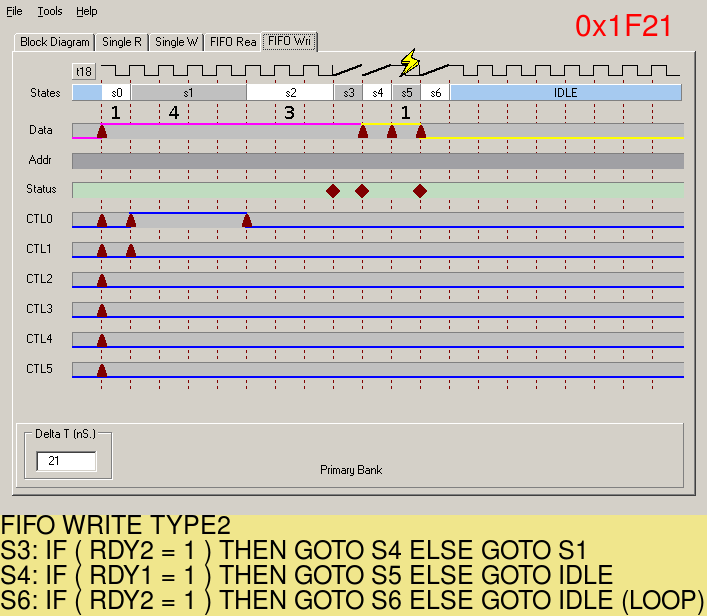 File Tools Help
0x1F21
Block Diagram Single R Single W FIFO Rea FIFO Wri
t18
States s0 s1 s2 s3 s4 s5 s6 IDLE
1 4 3 1
Data
Addr
Status
CTL0
CTL1
CTL2
CTL3
CTL4
CTL5
Delta T (nS.)
21
Primary Bank
FIFO WRITE TYPE2
S3: IF ( RDY2 = 1 ) THEN GOTO S4 ELSE GOTO S1
S4: IF ( RDY1 = 1 ) THEN GOTO S5 ELSE GOTO IDLE
S6: IF ( RDY2 = 1 ) THEN GOTO S6 ELSE GOTO IDLE (LOOP)